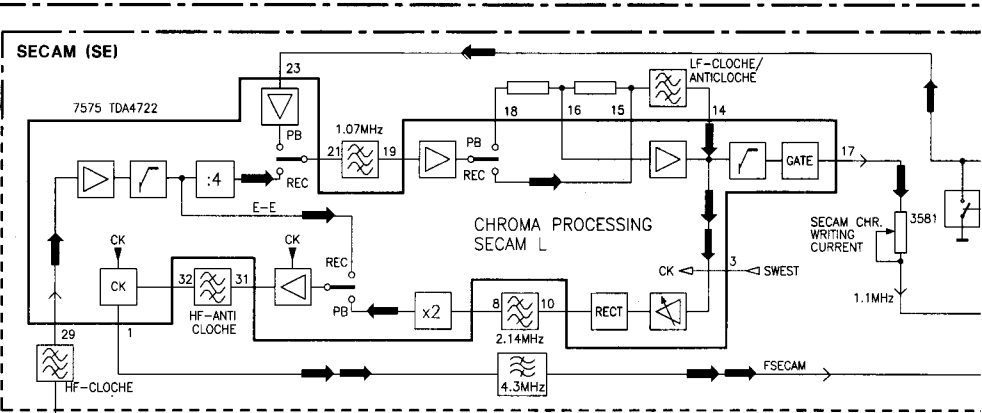 SECAM (SE)
23
LF-CLOCHE/
ANTICLOCHE
7575 TDA4722
18
16
15
14
PB
1.07MHz
PB
21
19
17
:4
REC
REC
GATE
E-E
CHROMA PROCESSING
SECAM L
SECAM CHR.
WRITING
CURRENT
3581
CK
REC
CK
3
CK
SWEST
CK
32
31
HF-ANTI
CLOCHE
PB
x2
8
10
2.14MHz
RECT
1.1MHz
1
29
HF-CLOCHE
4.3MHz
FSECAM